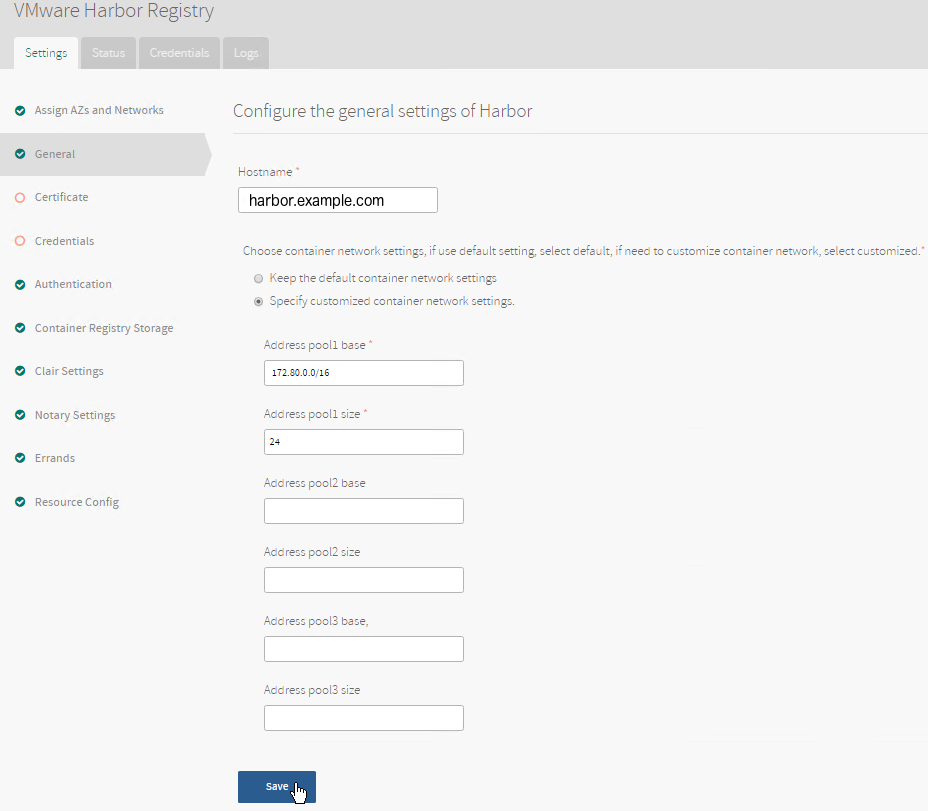 VMware Harbor Registry
Settings
Status
Credentials
Logs
Assign AZs and Networks
General
Certificate
Credentials
Authentication
Container Registry Storage
Clair Settings
Notary Settings
Errands
Resource Config
Configure the general settings of Harbor
Hostname *
harbor.example.com
Choose container network settings, if use default setting, select default, if need to customize container network, select customized.*
Keep the default container network settings
Specify customized container network settings.
Address pool1 base *
172.80.0.0/16
Address pool1 size *
24
Address pool2 base
Address pool2 size
Address pool3 base,
Address pool3 size
Save